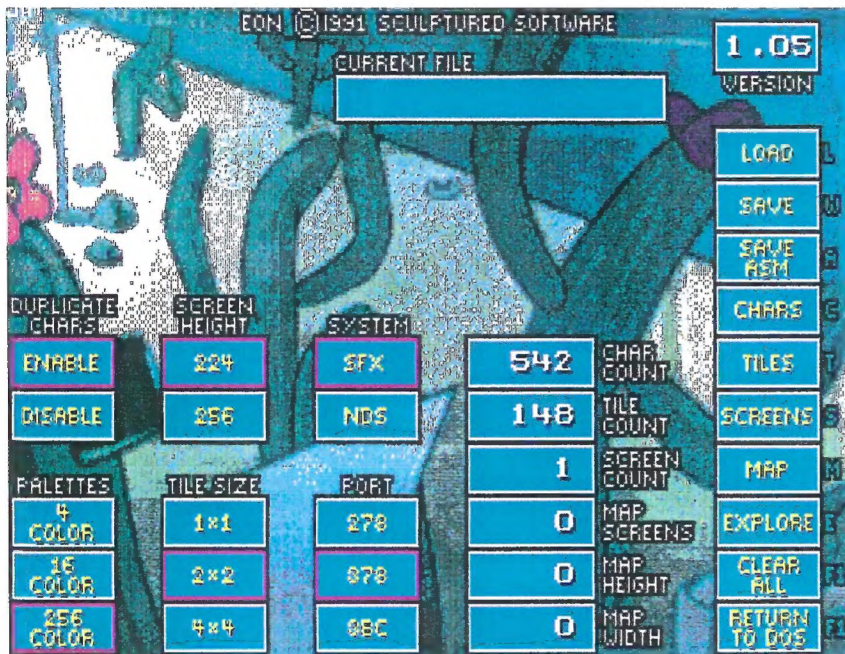 EON ©1991 SCULPTURED SOFTWARE
1.05
VERSION
CURRENT FILE
LOAD L
SAVE W
SAVE
ASM A
CHARS C
TILES T
SCREENS S
MAP M
EXPLORE E
CLEAR
ALL
RETURN
TO DOS
DUPLICATE
CHARS
ENABLE
DISABLE
SCREEN
HEIGHT
224
256
SYSTEM
SFX
NDS
542 CHAR
COUNT
148 TILE
COUNT
1 SCREEN
COUNT
0 MAP
SCREENS
0 MAP
HEIGHT
0 MAP
WIDTH
PALETTES
4
COLOR
16
COLOR
256
COLOR
TILE SIZE
1×1
2×2
4×4
PORT
278
378
3BC